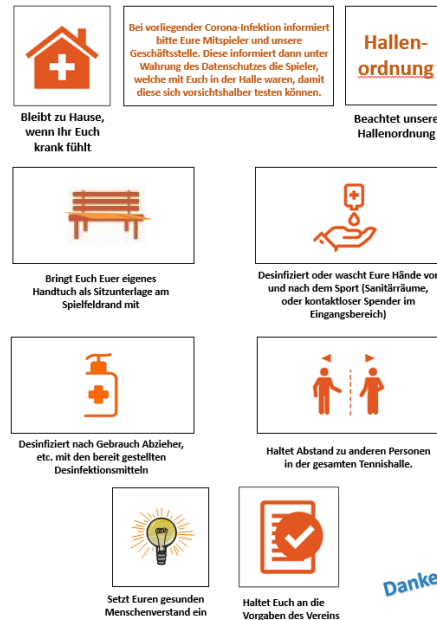 Bei vorliegender Corona-Infektion informiert
bitte Eure Mitspieler und unsere
Geschäftsstelle. Diese informiert dann unter
Wahrung des Datenschutzes die Spieler,
welche mit Euch in der Halle waren, damit
diese sich vorsichtshalber testen können.
Hallen-
ordnung
Bleibt zu Hause,
wenn Ihr Euch
krank fühlt
Beachtet unsere
Hallenordnung
Bringt Euch Euer eigenes
Handtuch als Sitzunterlage am
Spielfeldrand mit
Desinfiziert oder wascht Eure Hände vor
und nach dem Sport (Sanitärräume,
oder kontaktloser Spender im
Eingangsbereich)
Desinfiziert nach Gebrauch Abzieher,
etc. mit den bereit gestellten
Desinfektionsmitteln
Haltet Abstand zu anderen Personen
in der gesamten Tennishalle.
Setzt Euren gesunden
Menschenverstand ein
Haltet Euch an die
Vorgaben des Vereins
Danke